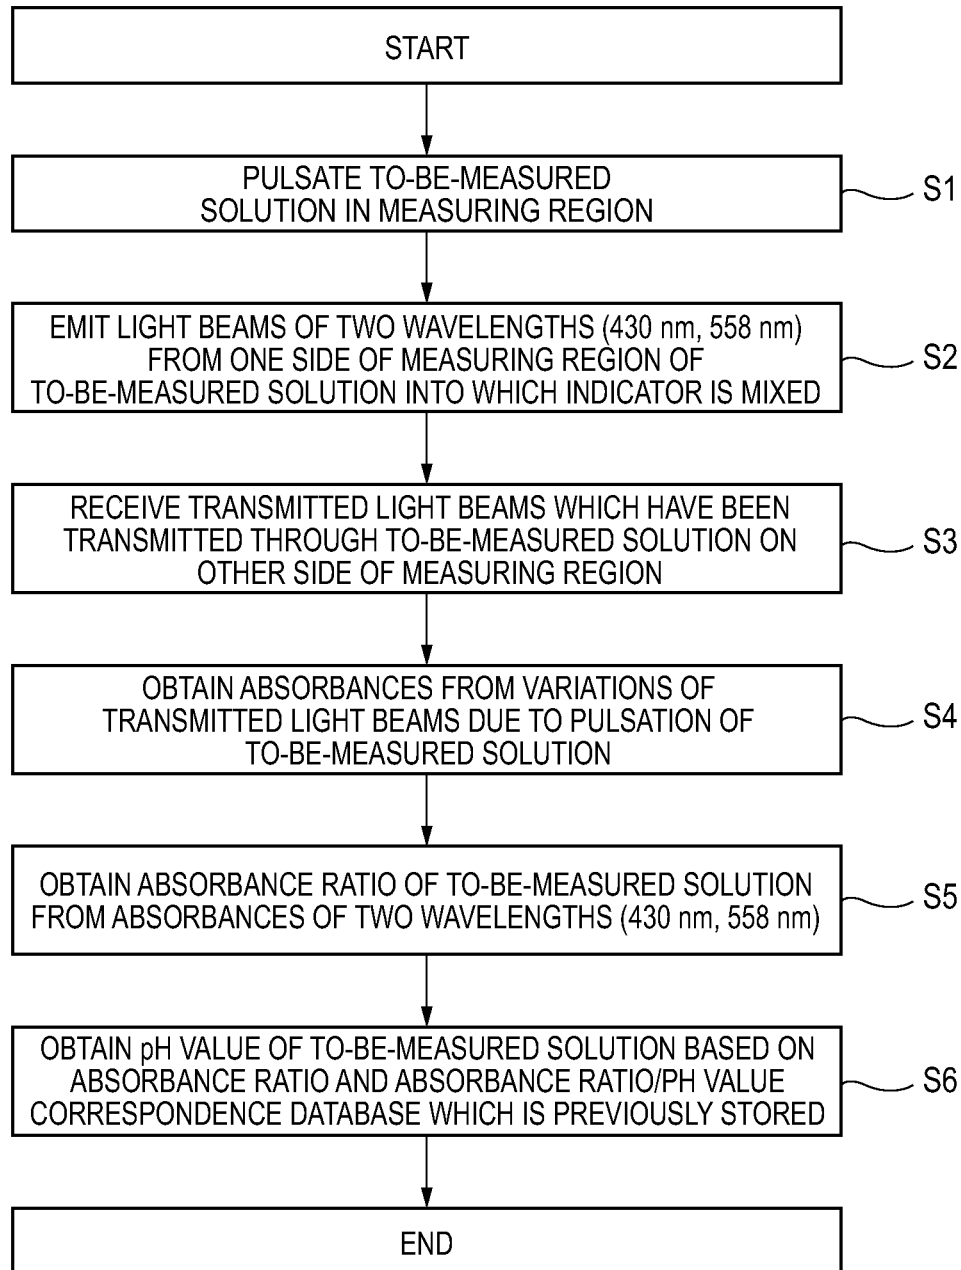 START
PULSATE TO-BE-MEASURED
SOLUTION IN MEASURING REGION
S1
EMIT LIGHT BEAMS OF TWO WAVELENGTHS (430 nm, 558 nm)
FROM ONE SIDE OF MEASURING REGION OF
TO-BE-MEASURED SOLUTION INTO WHICH INDICATOR IS MIXED
S2
RECEIVE TRANSMITTED LIGHT BEAMS WHICH HAVE BEEN
TRANSMITTED THROUGH TO-BE-MEASURED SOLUTION ON
OTHER SIDE OF MEASURING REGION
S3
OBTAIN ABSORBANCES FROM VARIATIONS OF
TRANSMITTED LIGHT BEAMS DUE TO PULSATION OF
TO-BE-MEASURED SOLUTION
S4
OBTAIN ABSORBANCE RATIO OF TO-BE-MEASURED SOLUTION
FROM ABSORBANCES OF TWO WAVELENGTHS (430 nm, 558 nm)
S5
OBTAIN pH VALUE OF TO-BE-MEASURED SOLUTION BASED ON
ABSORBANCE RATIO AND ABSORBANCE RATIO/PH VALUE
CORRESPONDENCE DATABASE WHICH IS PREVIOUSLY STORED
S6
END